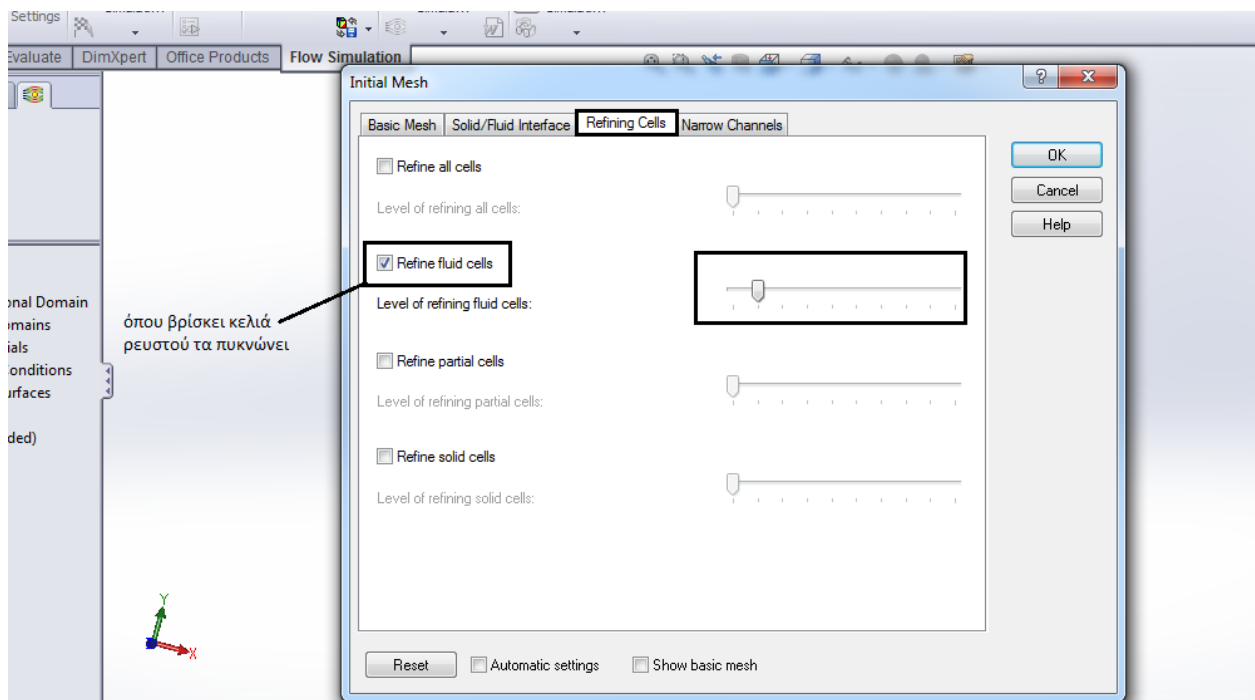 Settings
Evaluate DimXpert Office Products Flow Simulation
Initial Mesh
Basic Mesh Solid/Fluid Interface Refining Cells Narrow Channels
Refine all cells
OK
Level of refining all cells:
Cancel
Help
Refine fluid cells
Level of refining fluid cells:
onal Domain
omains
ials
onditions
urfaces
ded)
όπου βρίσκει κελιά
ρευστού τα πυκνώνει
Refine partial cells
Level of refining partial cells:
Refine solid cells
Level of refining solid cells:
Y
X
Reset Automatic settings Show basic mesh